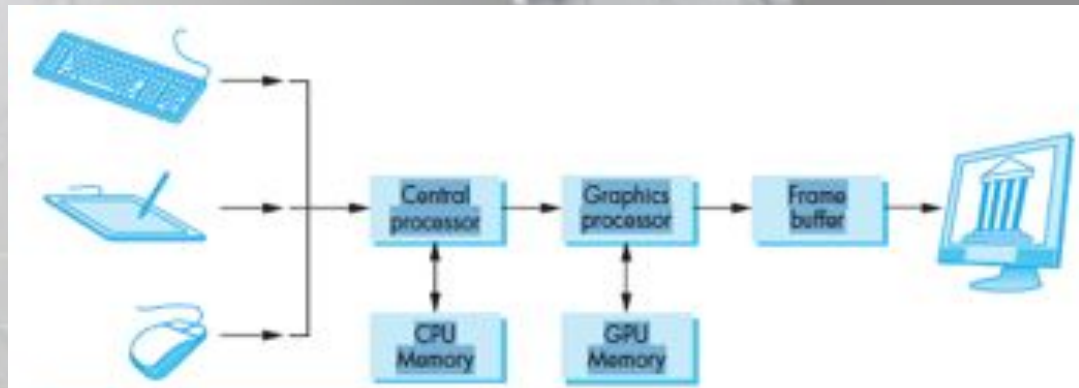 Central
processor
Graphics
processor
Frame
buffer
CPU
Memory
GPU
Memory